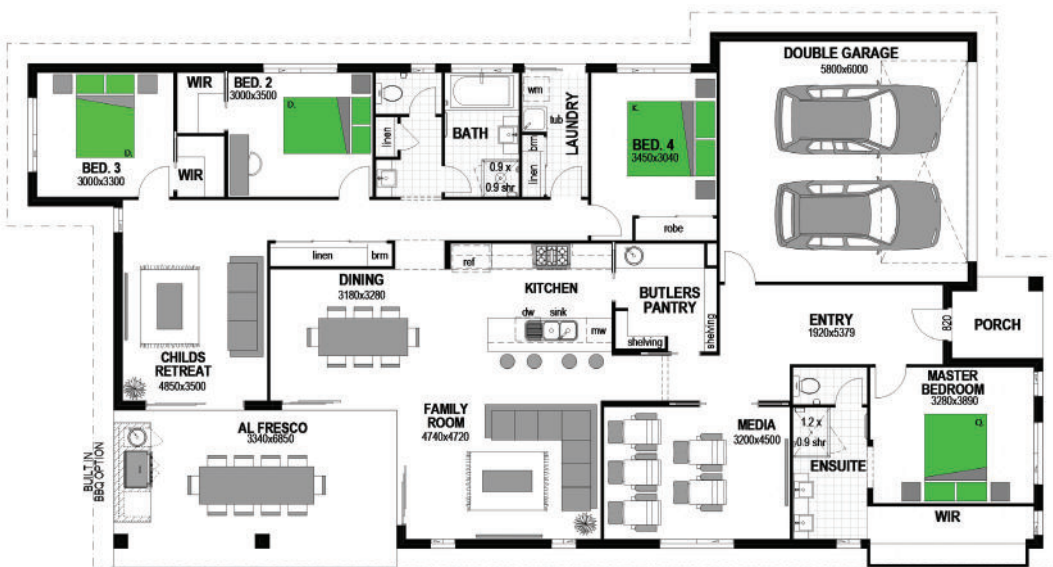 DOUBLE GARAGE
5800x6000
WIR
BED. 2
3000x3500
D.
BED. 3
3000x3300
D.
WIR
linen
BATH
0.9 x
0.9 shr
wm
tub
LAUNDRY
brm
linen
K.
BED. 4
3450x3040
robe
linen
brm
DINING
3180x3280
ref
KITCHEN
dw
sink
mw
BUTLERS
PANTRY
shelving
shelving
ENTRY
1920x5379
820
PORCH
CHILDS
RETREAT
4850x3500
AL FRESCO
3340x6850
BUILT IN
BBQ OPTION
FAMILY
ROOM
4740x4720
MEDIA
3200x4500
1.2 x
0.9 shr
ENSUITE
MASTER
BEDROOM
3280x3890
Q.
WIR